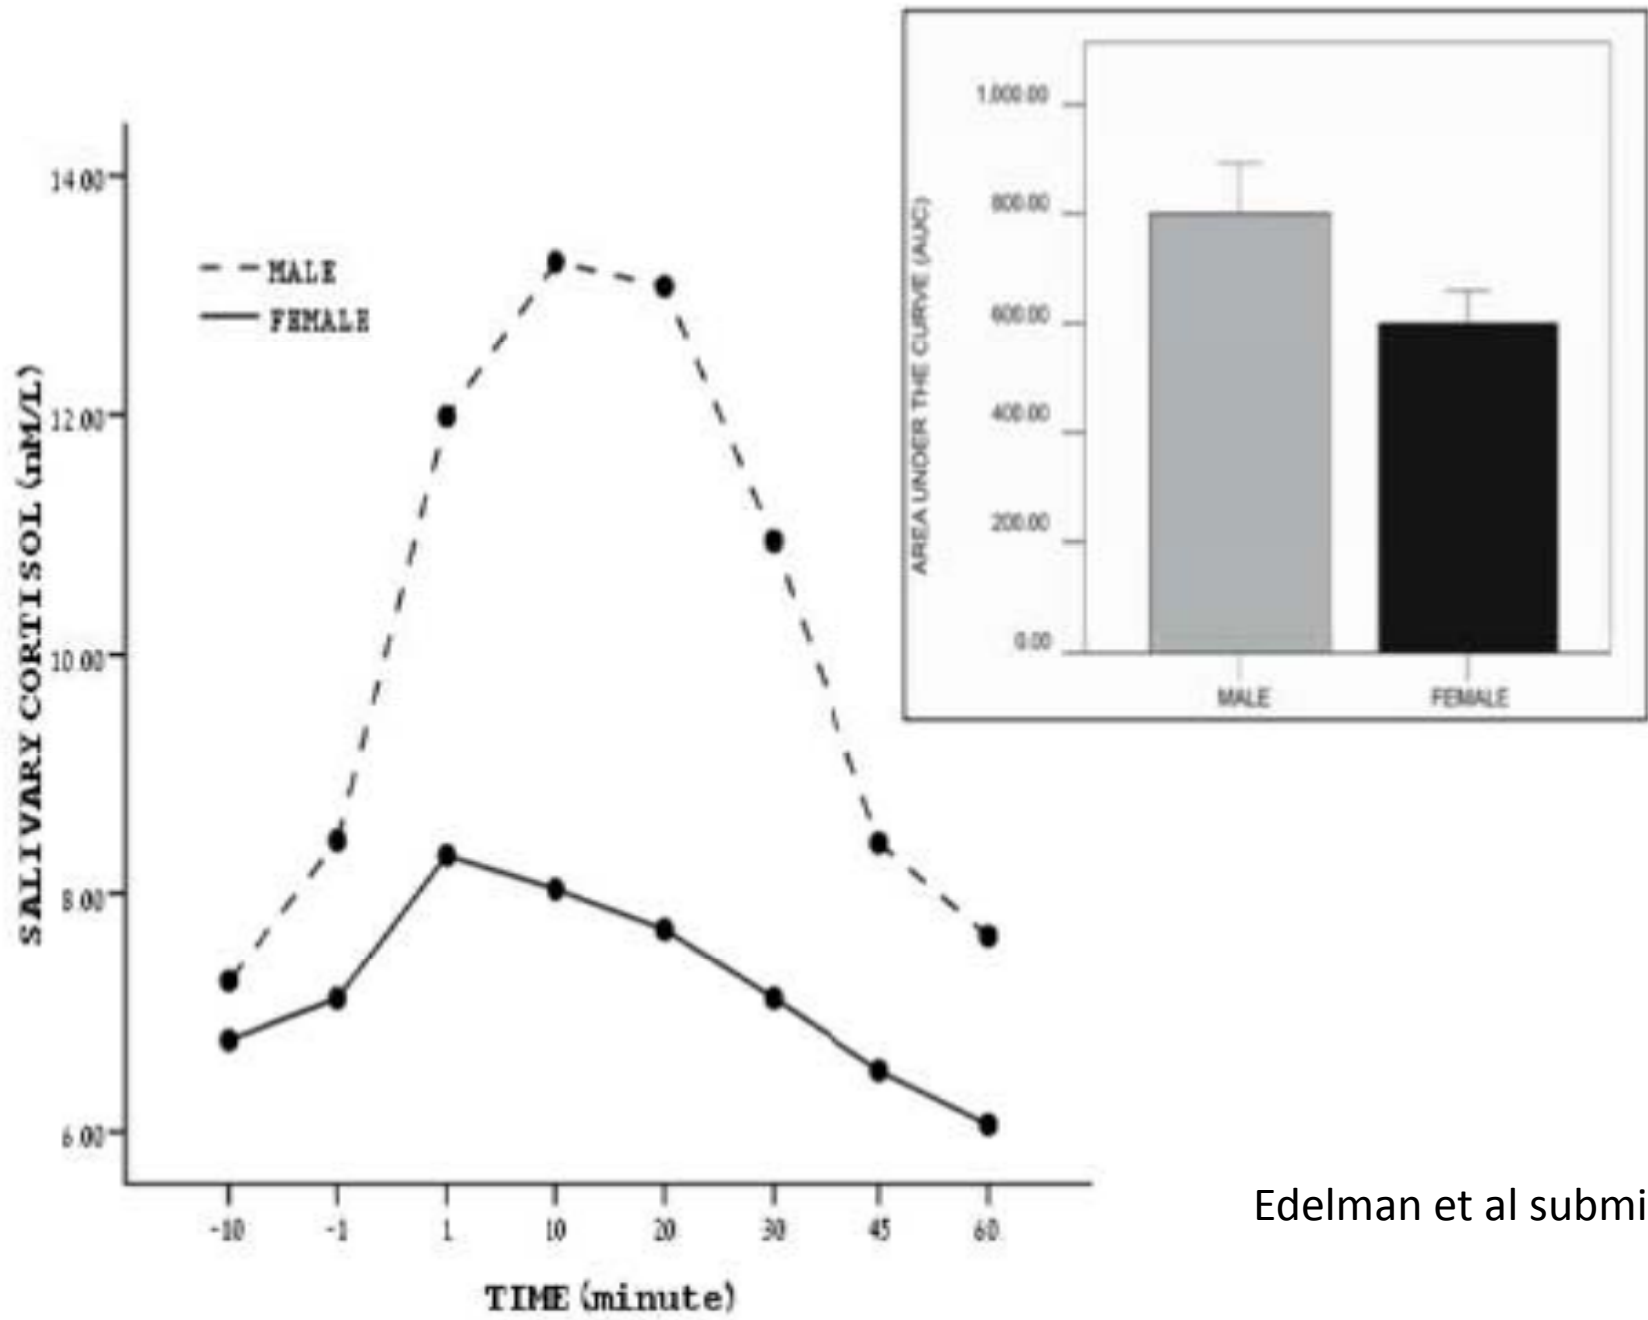 SALIVARY CORTISOL (nM/L)
14.00
12.00
10.00
8.00
6.00
MALE
FEMALE
-10
-1
1
10
20
30
45
60
TIME (minute)
AREA UNDER THE CURVE (AUC)
1,000.00
800.00
600.00
400.00
200.00
0.00
MALE
FEMALE
Edelman et al submi